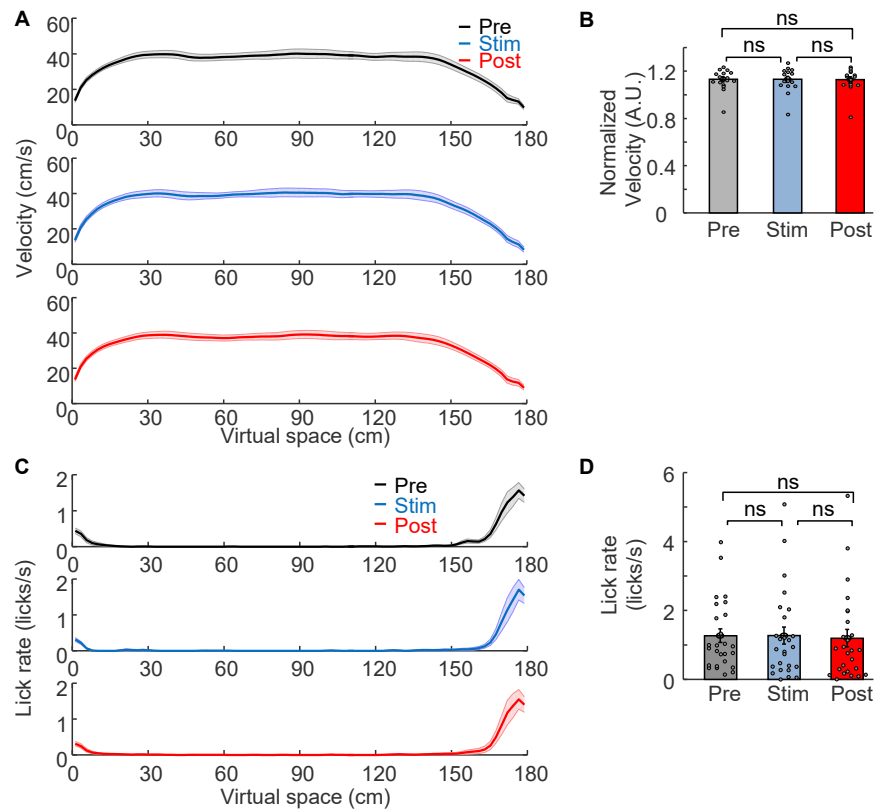 A
Velocity (cm/s)
60
40
20
0
Pre
Stim
Post
0 30 60 90 120 150 180
60
40
20
0
0 30 60 90 120 150 180
60
40
20
0
0 30 60 90 120 150 180
Virtual space (cm)
B
Normalized
Velocity (A.U.)
ns
ns ns
1.2
0.8
0.4
0
Pre Stim Post
C
Lick rate (licks/s)
2
1
0
Pre
Stim
Post
0 30 60 90 120 150 180
2
1
0
0 30 60 90 120 150 180
2
1
0
0 30 60 90 120 150 180
Virtual space (cm)
D
Lick rate
(licks/s)
6
4
2
0
ns
ns ns
Pre Stim Post